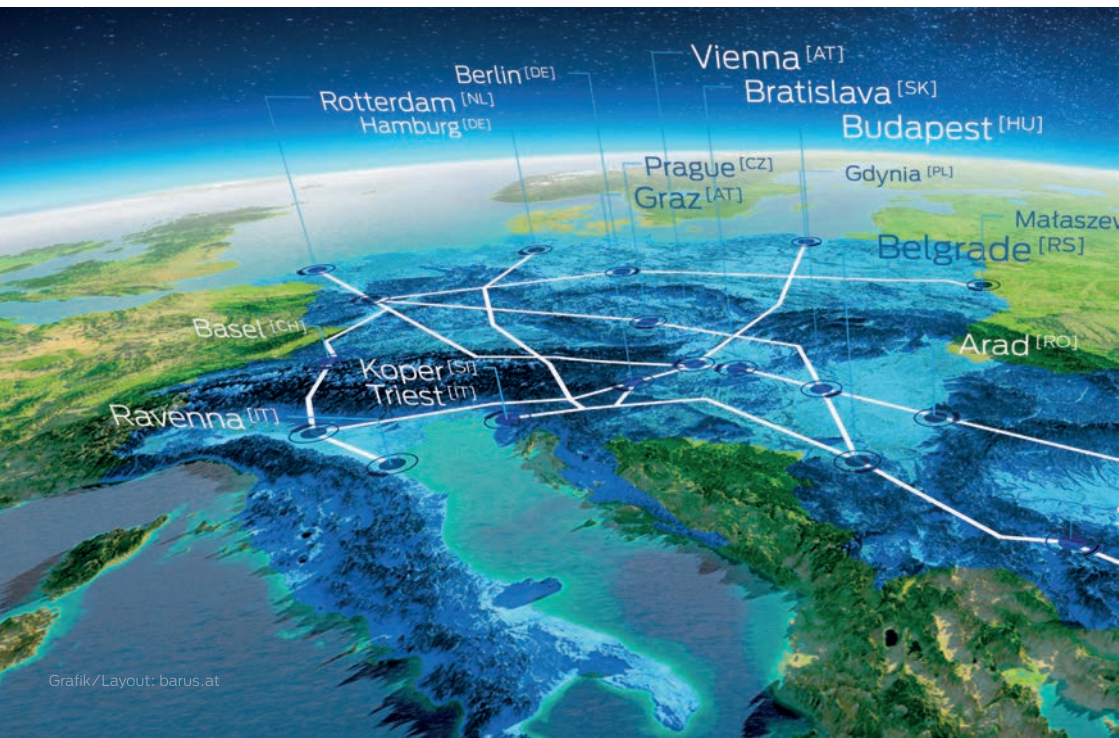 Vienna [AT]
Berlin [DE]
Bratislava [SK]
Rotterdam [NL]
Hamburg [DE]
Budapest [HU]
Prague [CZ]
Gdynia [PL]
Graz [AT]
Małaszew
Belgrade [RS]
Basel [CH]
Arad [RO]
Koper [SI]
Triest [IT]
Ravenna [IT]
Grafik/Layout: barus.at